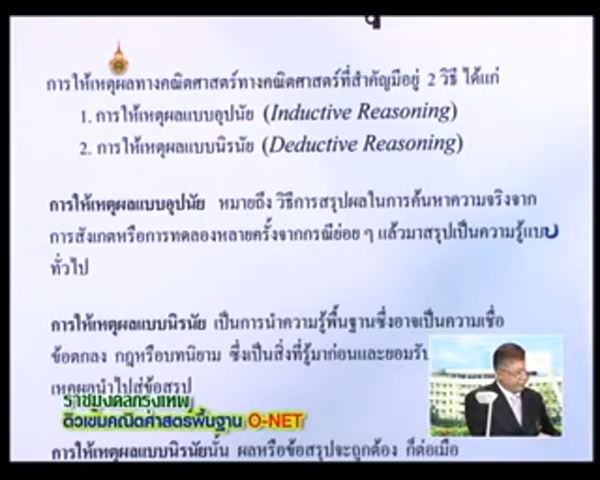 การให้เหตุผลทางคณิตศาสตร์ทางคณิตศาสตร์ที่สำคัญมีอยู่ 2 วิธี ได้แก่
1. การให้เหตุผลแบบอุปนัย (Inductive Reasoning)
2. การให้เหตุผลแบบนิรนัย (Deductive Reasoning)
การให้เหตุผลแบบอุปนัย หมายถึง วิธีการสรุปผลในการค้นหาความจริงจาก
การสังเกตหรือการทดลองหลายครั้งจากกรณีย่อย ๆ แล้วมาสรุปเป็นความรู้แบบ
ทั่วไป
การให้เหตุผลแบบนิรนัย เป็นการนำความรู้พื้นฐานซึ่งอาจเป็นความเชื่อ
ข้อตกลง กฎหรือบทนิยาม ซึ่งเป็นสิ่งที่รู้มาก่อนและยอมรับ
เหตุผลนำไปสู่ข้อสรุป
ราชมงคลกรุงเทพ
ติวเข้มคณิตศาสตร์พื้นฐาน O-NET
การให้เหตุผลแบบนิรนัยนั้น ผลหรือข้อสรุปจะถูกต้อง ก็ต่อเมื่อ